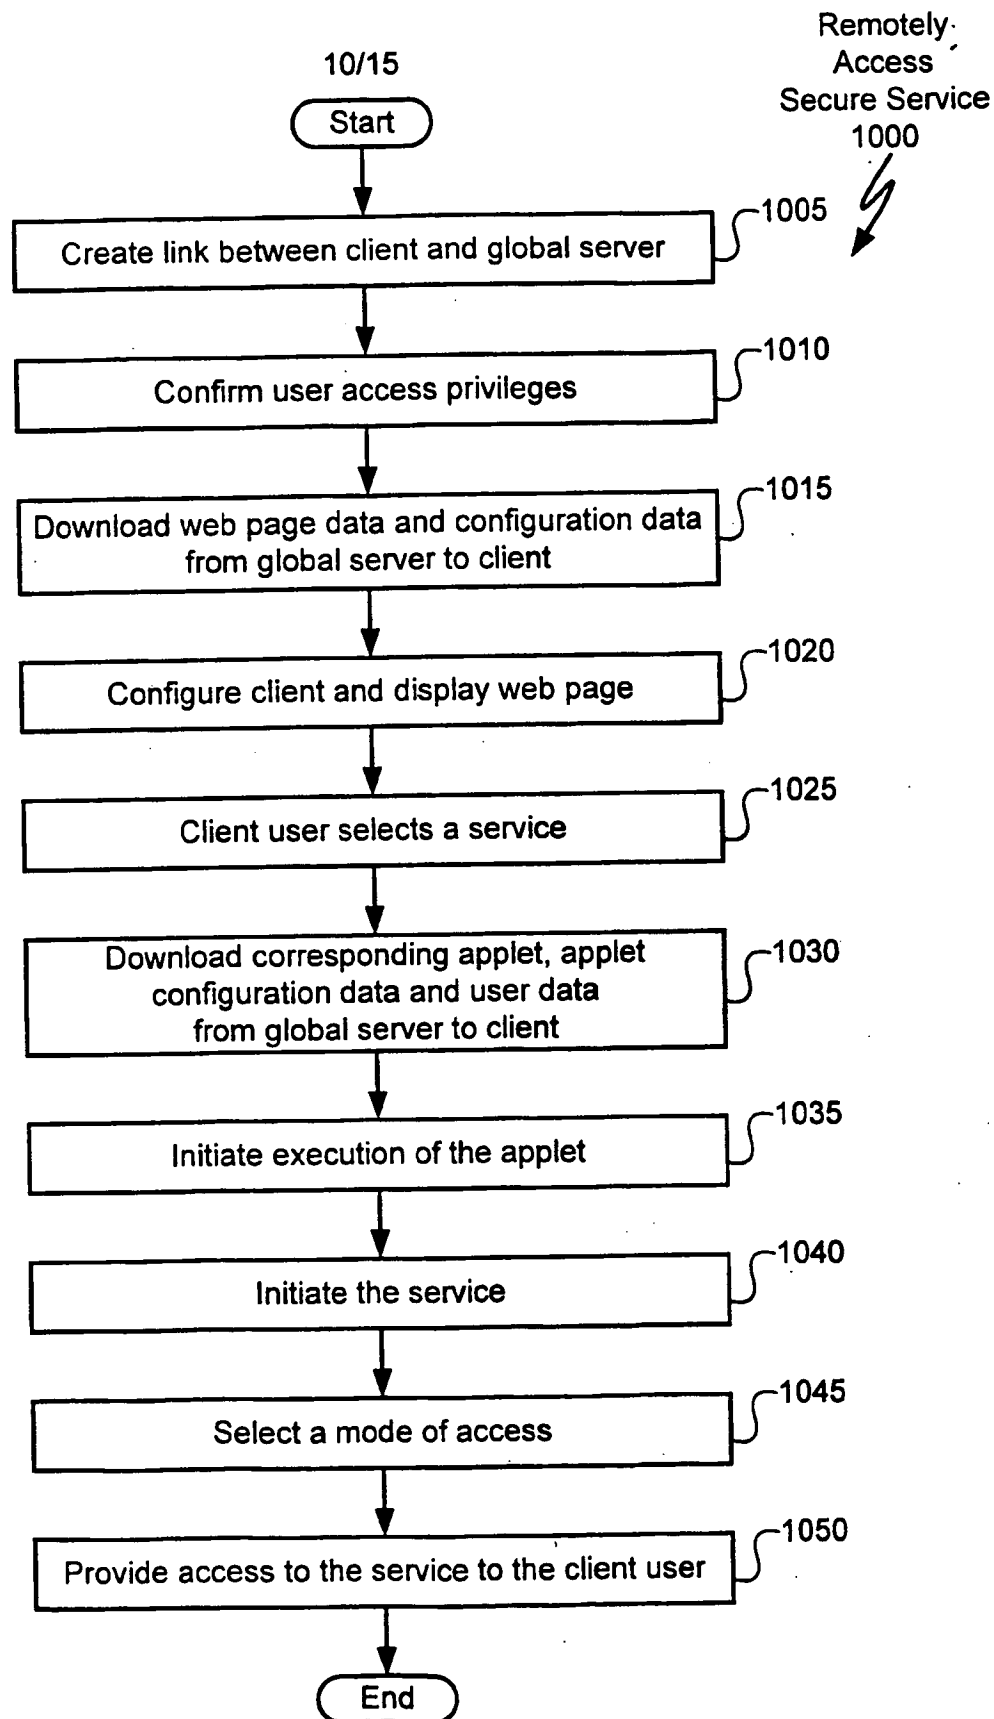 10/15
Remotely
Access
Secure Service
1000
Start
Create link between client and global server
1005
Confirm user access privileges
1010
Download web page data and configuration data
from global server to client
1015
Configure client and display web page
1020
Client user selects a service
1025
Download corresponding applet, applet
configuration data and user data
from global server to client
1030
Initiate execution of the applet
1035
Initiate the service
1040
Select a mode of access
1045
Provide access to the service to the client user
1050
End